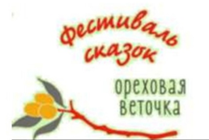 фестиваль
сказок
ореховая
веточка